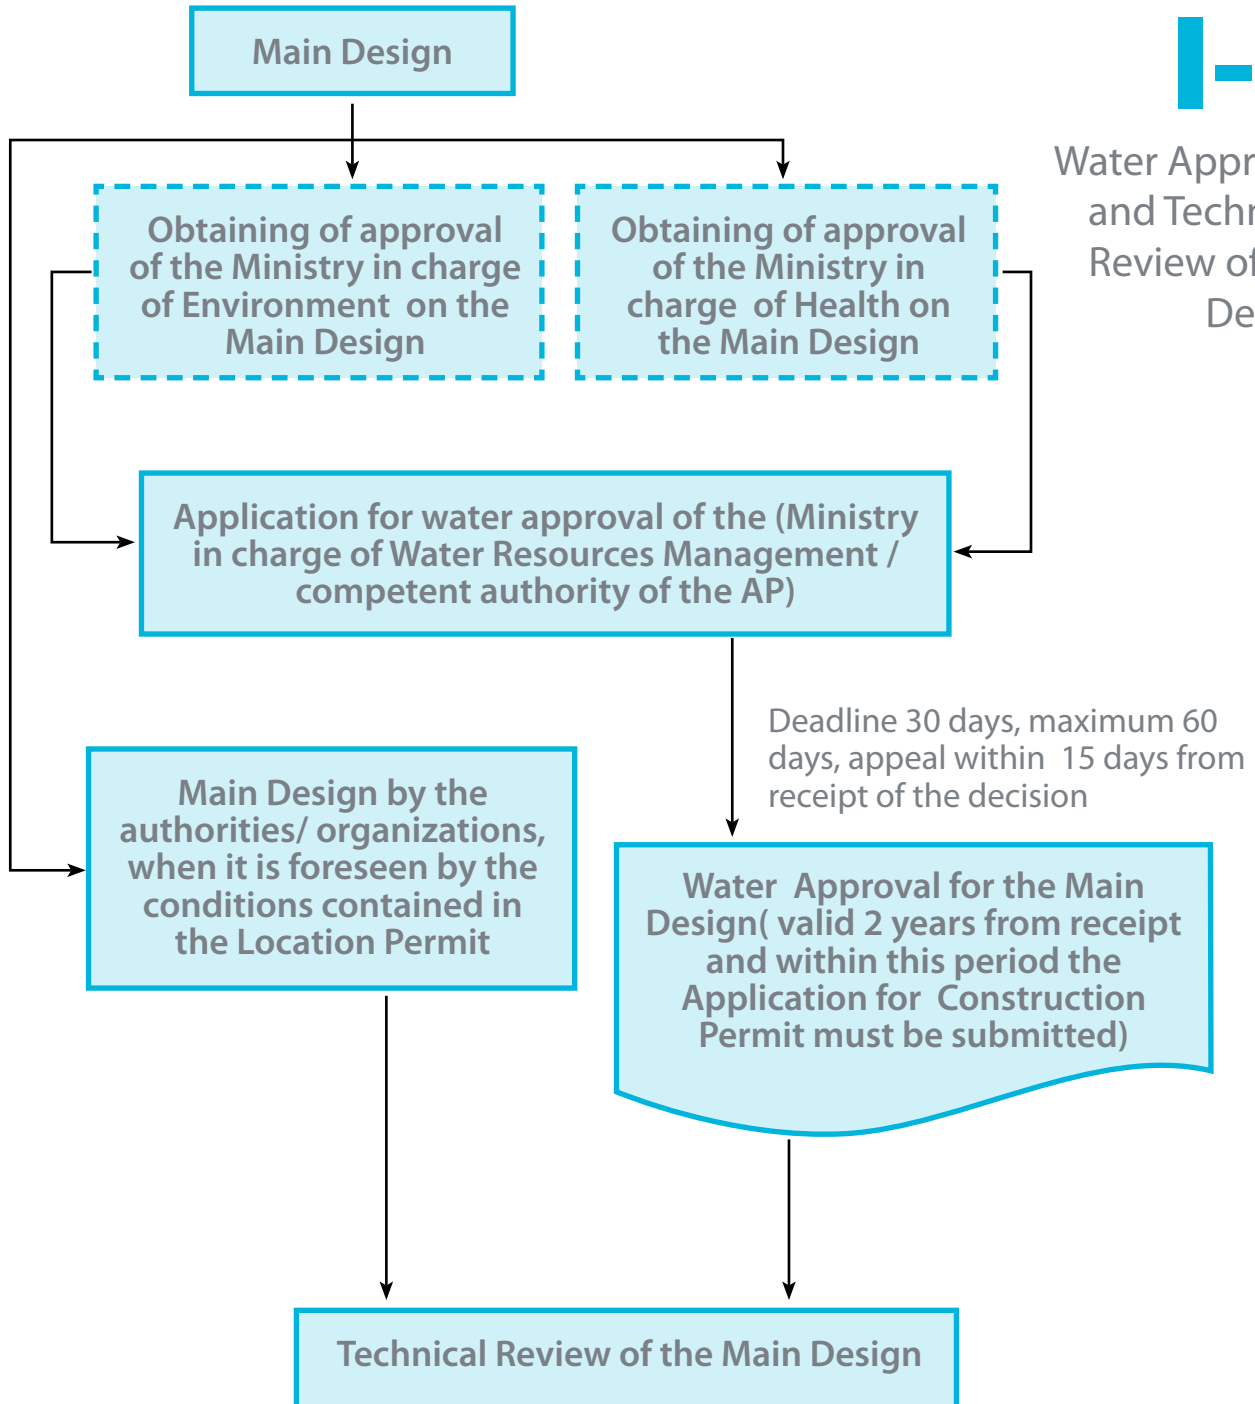 Main Design
I-
Water Appr
and Techn
Review of
De
Obtaining of approval
of the Ministry in charge
of Environment on the
Main Design
Obtaining of approval
of the Ministry in
charge of Health on
the Main Design
Application for water approval of the (Ministry
in charge of Water Resources Management /
competent authority of the AP)
Deadline 30 days, maximum 60
days, appeal within 15 days from
receipt of the decision
Main Design by the
authorities/ organizations,
when it is foreseen by the
conditions contained in
the Location Permit
Water Approval for the Main
Design( valid 2 years from receipt
and within this period the
Application for Construction
Permit must be submitted)
Technical Review of the Main Design